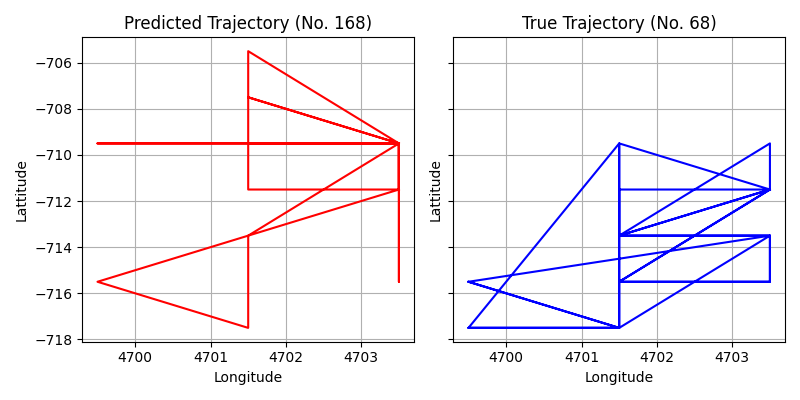 Predicted Trajectory (No. 168)
True Trajectory (No. 68)
−706
−708
−710
−712
−714
−716
−718
Lattitude
Lattitude
4700 4701 4702 4703
4700 4701 4702 4703
Longitude
Longitude